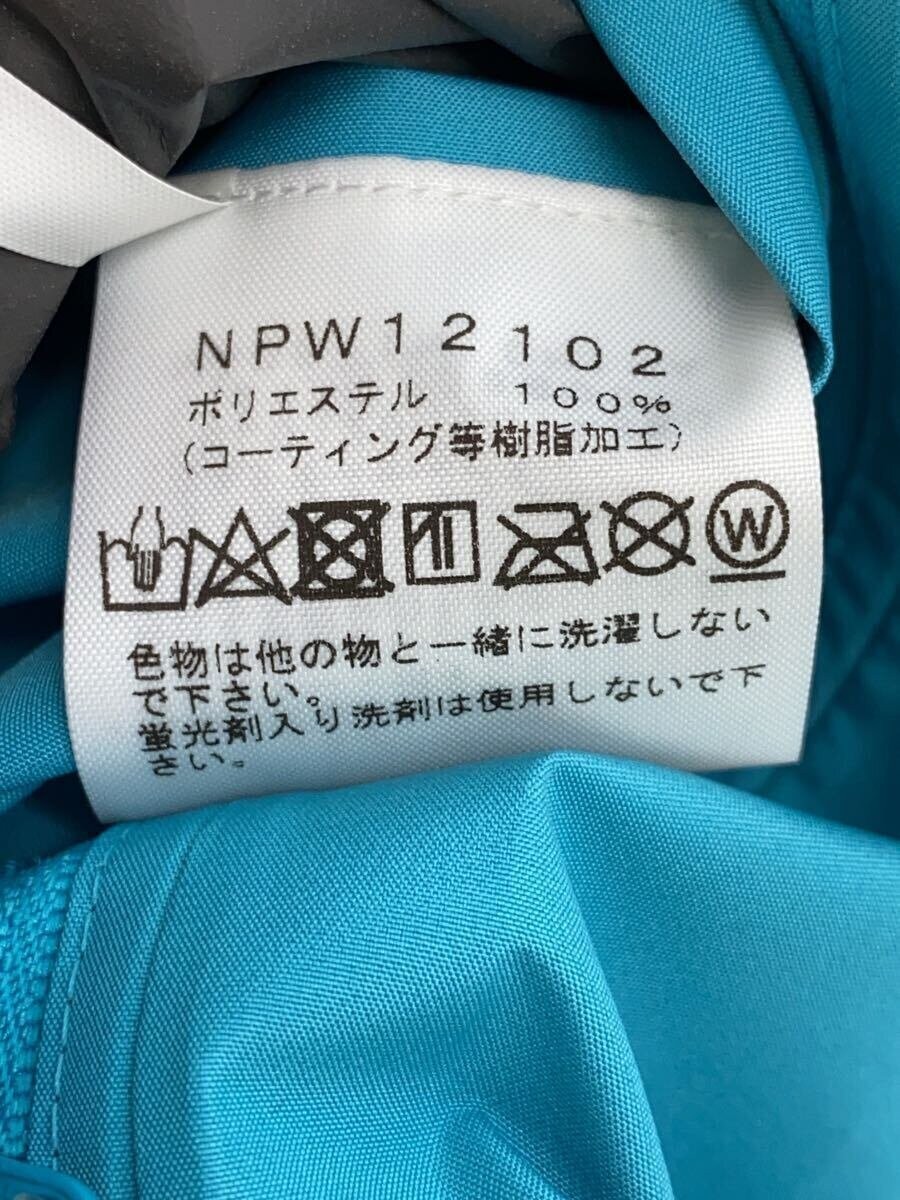 NPW12102
ポリエステル 100%
(コーティング等樹脂加工)
W
色物は他の物と一緒に洗濯しない
で下さい。
蛍光剤入り洗剤は使用しないで下
さい。